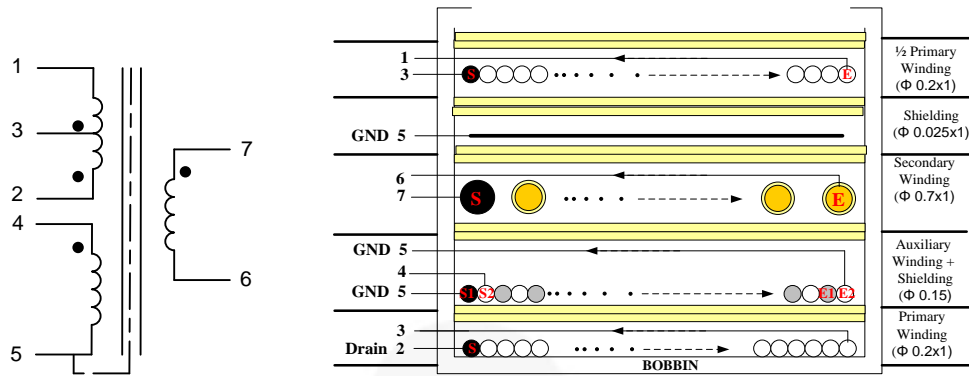 1
3
2
4
5
7
6
1
3
S
E
½ Primary
Winding
(Φ 0.2x1)
GND 5
Shielding
(Φ 0.025x1)
6
7
S
E
Secondary
Winding
(Φ 0.7x1)
GND 5
4
GND 5
S1
S2
E1
E2
Auxiliary
Winding +
Shielding
(Φ 0.15)
3
Drain 2
S
Primary
Winding
(Φ 0.2x1)
BOBBIN